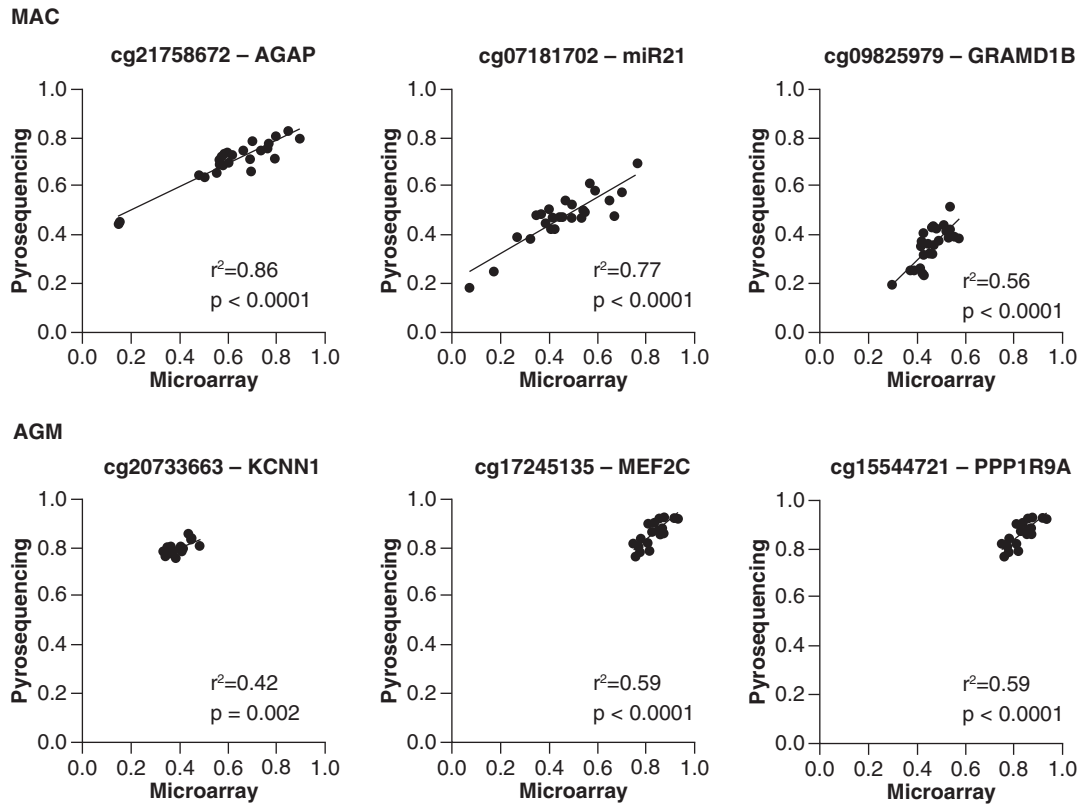 MAC
cg21758672 – AGAP
1.0
0.8
0.6
0.4
0.2
0.0
Pyrosequencing
r²=0.86
p < 0.0001
0.0 0.2 0.4 0.6 0.8 1.0
Microarray
cg07181702 – miR21
1.0
0.8
0.6
0.4
0.2
0.0
Pyrosequencing
r²=0.77
p < 0.0001
0.0 0.2 0.4 0.6 0.8 1.0
Microarray
cg09825979 – GRAMD1B
1.0
0.8
0.6
0.4
0.2
0.0
Pyrosequencing
r²=0.56
p < 0.0001
0.0 0.2 0.4 0.6 0.8 1.0
Microarray
AGM
cg20733663 – KCNN1
1.0
0.8
0.6
0.4
0.2
0.0
Pyrosequencing
r²=0.42
p = 0.002
0.0 0.2 0.4 0.6 0.8 1.0
Microarray
cg17245135 – MEF2C
1.0
0.8
0.6
0.4
0.2
0.0
Pyrosequencing
r²=0.59
p < 0.0001
0.0 0.2 0.4 0.6 0.8 1.0
Microarray
cg15544721 – PPP1R9A
1.0
0.8
0.6
0.4
0.2
0.0
Pyrosequencing
r²=0.59
p < 0.0001
0.0 0.2 0.4 0.6 0.8 1.0
Microarray